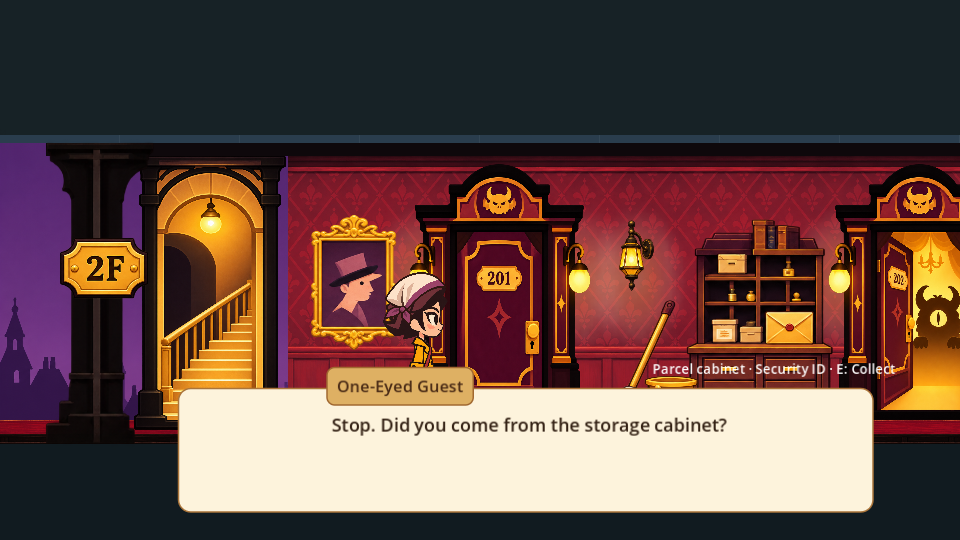 2F
201
202
Parcel cabinet · Security ID · E: Collect
One-Eyed Guest
Stop. Did you come from the storage cabinet?